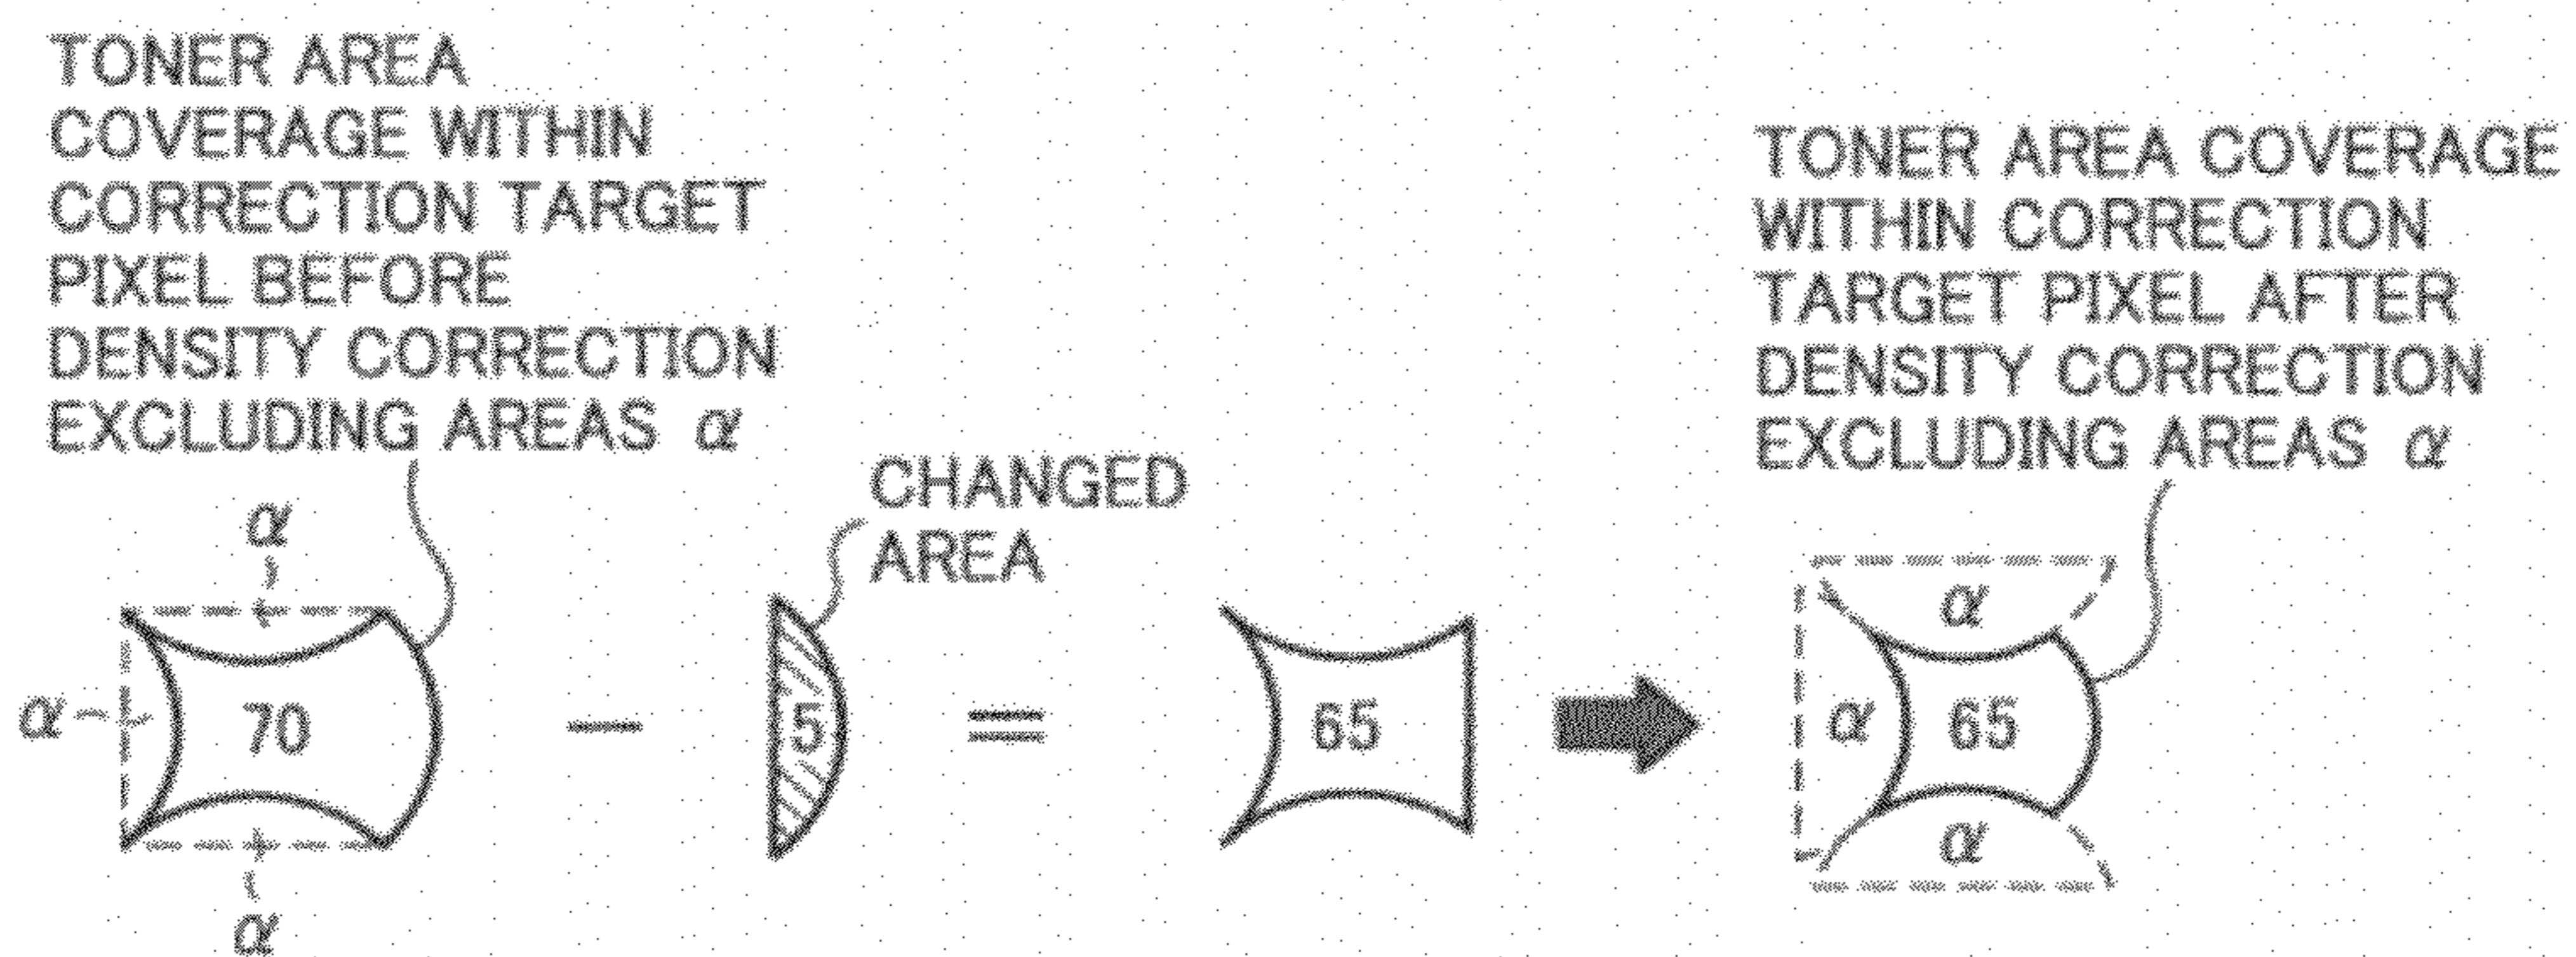 TONER AREA
COVERAGE WITHIN
CORRECTION TARGET
PIXEL BEFORE
DENSITY CORRECTION
EXCLUDING AREAS α
CHANGED
AREA
TONER AREA COVERAGE
WITHIN CORRECTION
TARGET PIXEL AFTER
DENSITY CORRECTION
EXCLUDING AREAS α
α
α
α 70 − 5 = 65 α 65
α
α